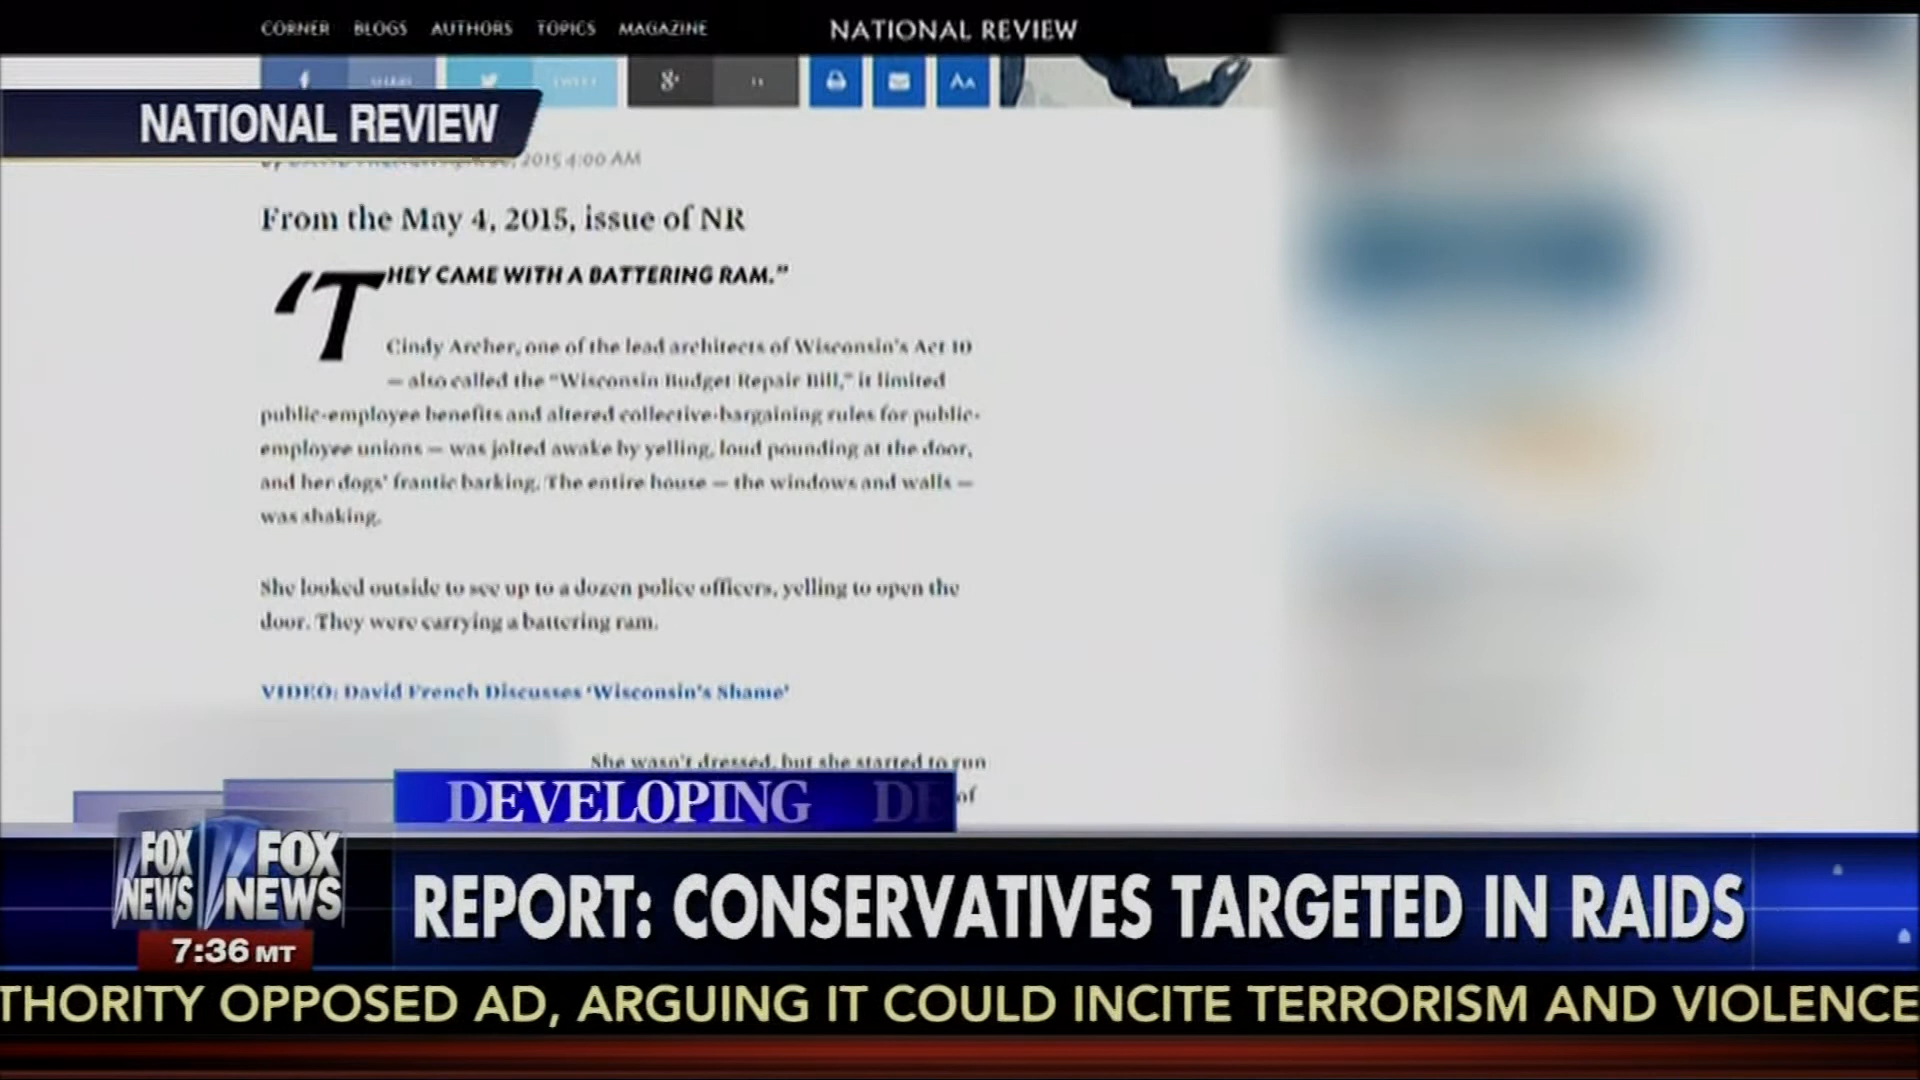 CORNER BLOGS AUTHORS TOPICS MAGAZINE NATIONAL REVIEW
SHARE TWEET
NATIONAL REVIEW
2015 4:00 AM
From the May 4, 2015, issue of NR
‘THEY CAME WITH A BATTERING RAM.”
Cindy Archer, one of the lead architects of Wisconsin’s Act 10
— also called the “Wisconsin Budget Repair Bill,” it limited
public-employee benefits and altered collective-bargaining rules for public-
employee unions — was jolted awake by yelling, loud pounding at the door,
and her dogs’ frantic barking. The entire house — the windows and walls —
was shaking.
She looked outside to see up to a dozen police officers, yelling to open the
door. They were carrying a battering ram.
VIDEO: David French Discusses ‘Wisconsin’s Shame’
She wasn’t dressed, but she started to run
of
DEVELOPING DE
FOX NEWS FOX NEWS
REPORT: CONSERVATIVES TARGETED IN RAIDS
7:36 MT
THORITY OPPOSED AD, ARGUING IT COULD INCITE TERRORISM AND VIOLENCE